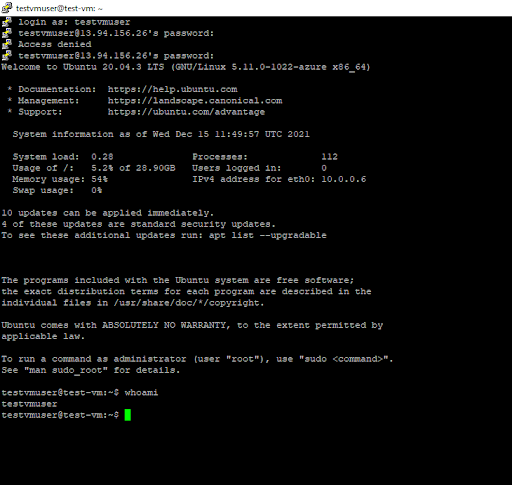 testvmuser@test-vm: ~
login as: testvmuser
testvmuser@13.94.156.26's password:
Access denied
testvmuser@13.94.156.26's password:
Welcome to Ubuntu 20.04.3 LTS (GNU/Linux 5.11.0-1022-azure x86_64)
* Documentation:  https://help.ubuntu.com
* Management:     https://landscape.canonical.com
* Support:        https://ubuntu.com/advantage
System information as of Wed Dec 15 11:49:57 UTC 2021
System load:  0.28              Processes:             112
Usage of /:   5.2% of 28.90GB   Users logged in:       0
Memory usage: 54%               IPv4 address for eth0: 10.0.0.6
Swap usage:   0%
10 updates can be applied immediately.
4 of these updates are standard security updates.
To see these additional updates run: apt list --upgradable
The programs included with the Ubuntu system are free software;
the exact distribution terms for each program are described in the
individual files in /usr/share/doc/*/copyright.
Ubuntu comes with ABSOLUTELY NO WARRANTY, to the extent permitted by
applicable law.
To run a command as administrator (user "root"), use "sudo <command>".
See "man sudo_root" for details.
testvmuser@test-vm:~$ whoami
testvmuser
testvmuser@test-vm:~$